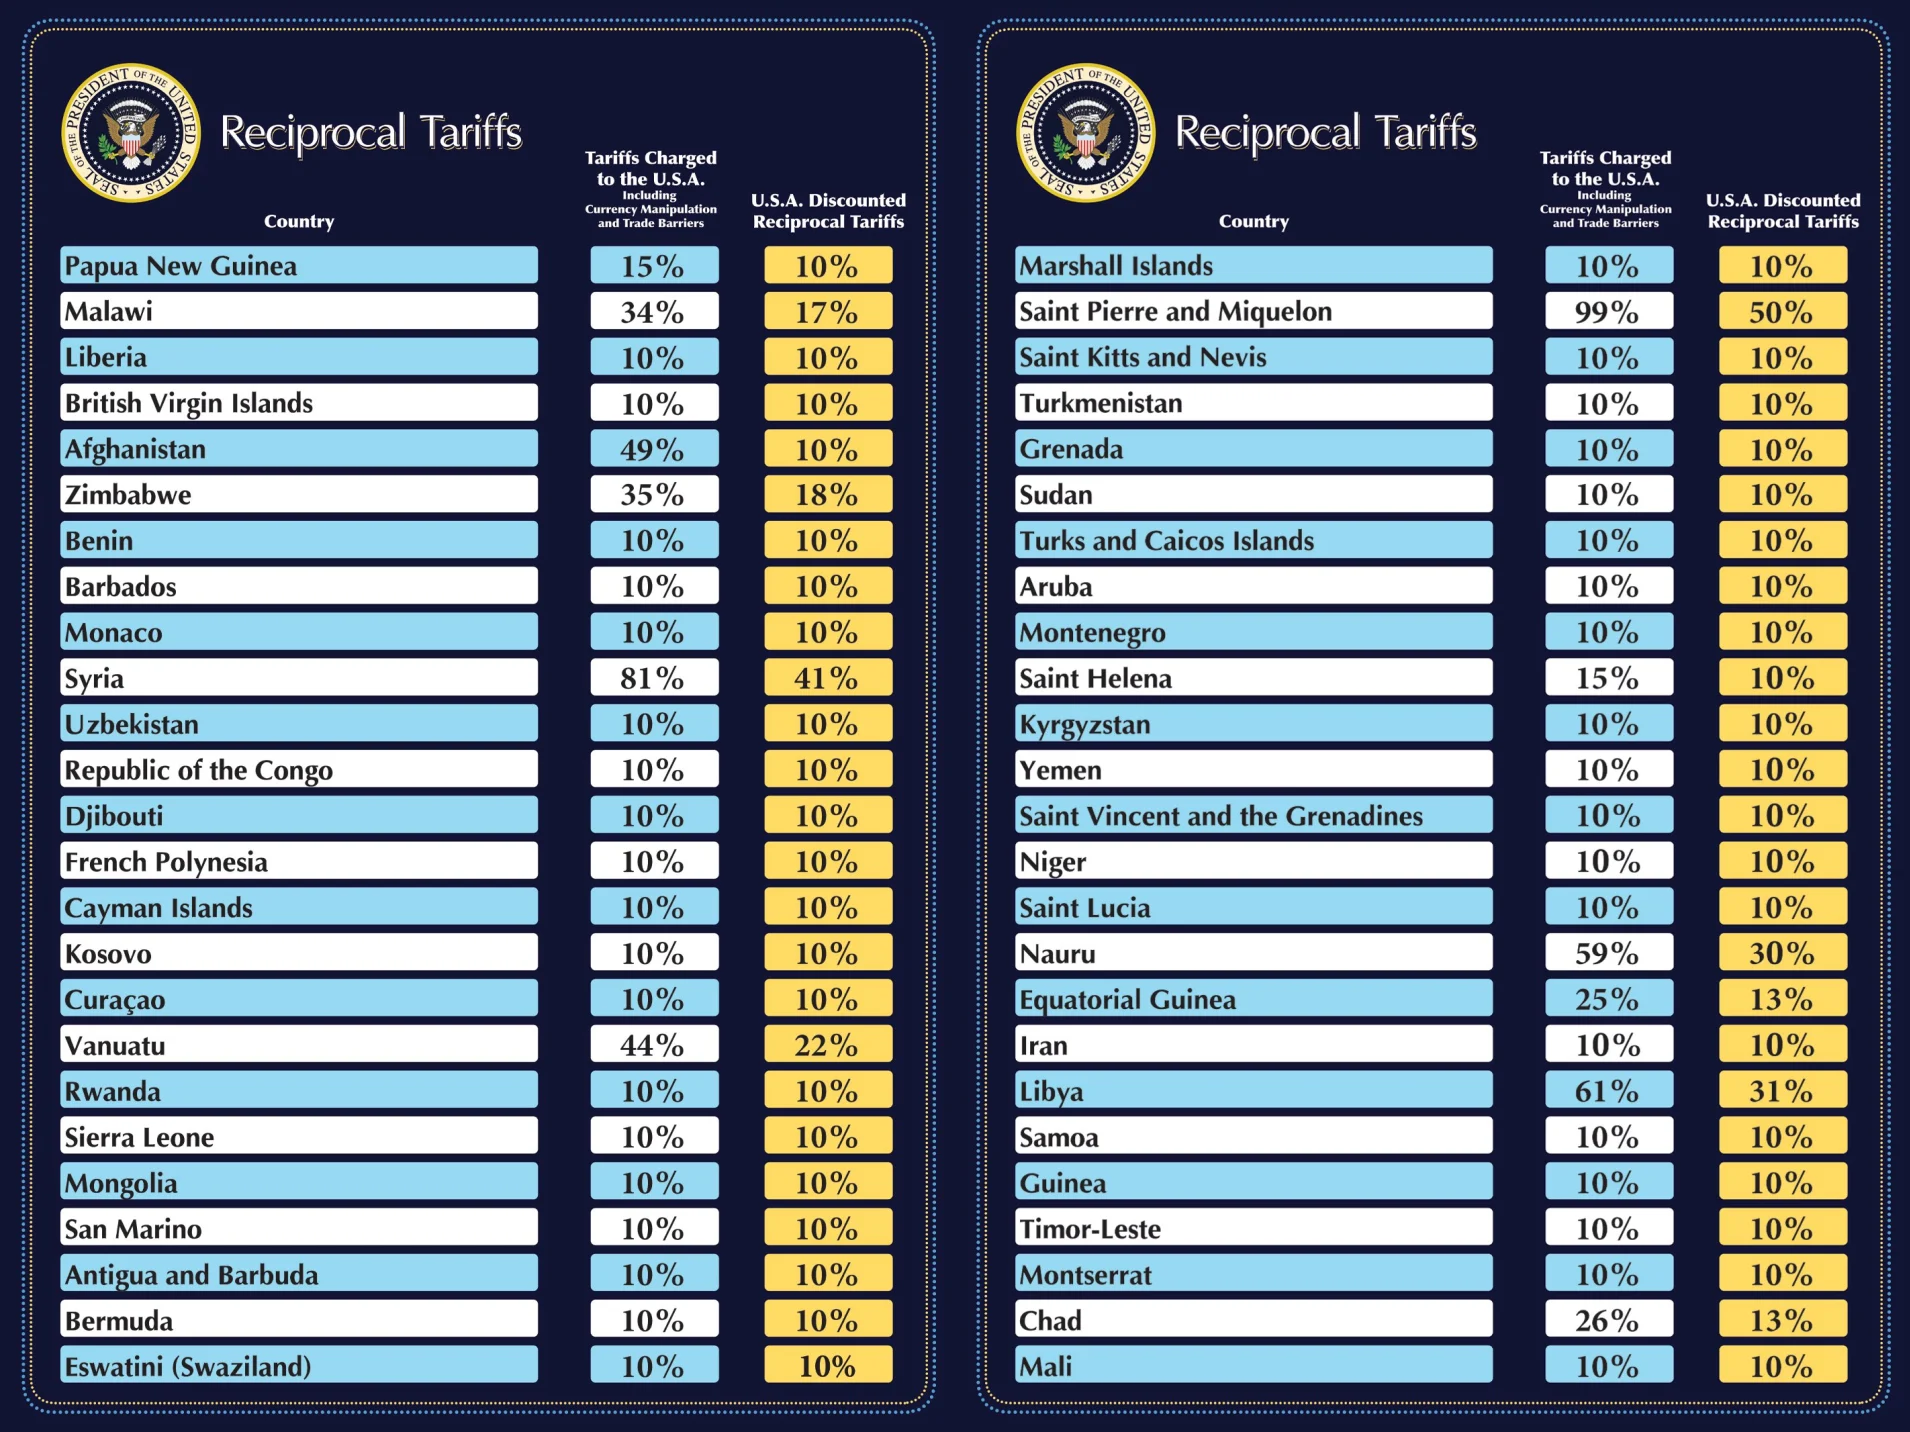 SEAL OF THE PRESIDENT OF THE UNITED STATES
Reciprocal Tariffs
Country
Tariffs Charged
to the U.S.A.
Including
Currency Manipulation
and Trade Barriers
U.S.A. Discounted
Reciprocal Tariffs
Papua New Guinea 15% 10%
Malawi 34% 17%
Liberia 10% 10%
British Virgin Islands 10% 10%
Afghanistan 49% 10%
Zimbabwe 35% 18%
Benin 10% 10%
Barbados 10% 10%
Monaco 10% 10%
Syria 81% 41%
Uzbekistan 10% 10%
Republic of the Congo 10% 10%
Djibouti 10% 10%
French Polynesia 10% 10%
Cayman Islands 10% 10%
Kosovo 10% 10%
Curaçao 10% 10%
Vanuatu 44% 22%
Rwanda 10% 10%
Sierra Leone 10% 10%
Mongolia 10% 10%
San Marino 10% 10%
Antigua and Barbuda 10% 10%
Bermuda 10% 10%
Eswatini (Swaziland) 10% 10%
SEAL OF THE PRESIDENT OF THE UNITED STATES
Reciprocal Tariffs
Country
Tariffs Charged
to the U.S.A.
Including
Currency Manipulation
and Trade Barriers
U.S.A. Discounted
Reciprocal Tariffs
Marshall Islands 10% 10%
Saint Pierre and Miquelon 99% 50%
Saint Kitts and Nevis 10% 10%
Turkmenistan 10% 10%
Grenada 10% 10%
Sudan 10% 10%
Turks and Caicos Islands 10% 10%
Aruba 10% 10%
Montenegro 10% 10%
Saint Helena 15% 10%
Kyrgyzstan 10% 10%
Yemen 10% 10%
Saint Vincent and the Grenadines 10% 10%
Niger 10% 10%
Saint Lucia 10% 10%
Nauru 59% 30%
Equatorial Guinea 25% 13%
Iran 10% 10%
Libya 61% 31%
Samoa 10% 10%
Guinea 10% 10%
Timor-Leste 10% 10%
Montserrat 10% 10%
Chad 26% 13%
Mali 10% 10%